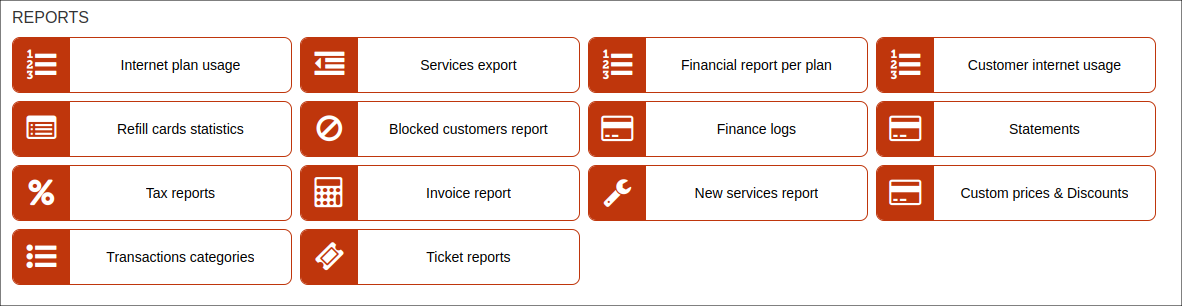 REPORTS
Internet plan usage
Services export
Financial report per plan
Customer internet usage
Refill cards statistics
Blocked customers report
Finance logs
Statements
Tax reports
Invoice report
New services report
Custom prices & Discounts
Transactions categories
Ticket reports